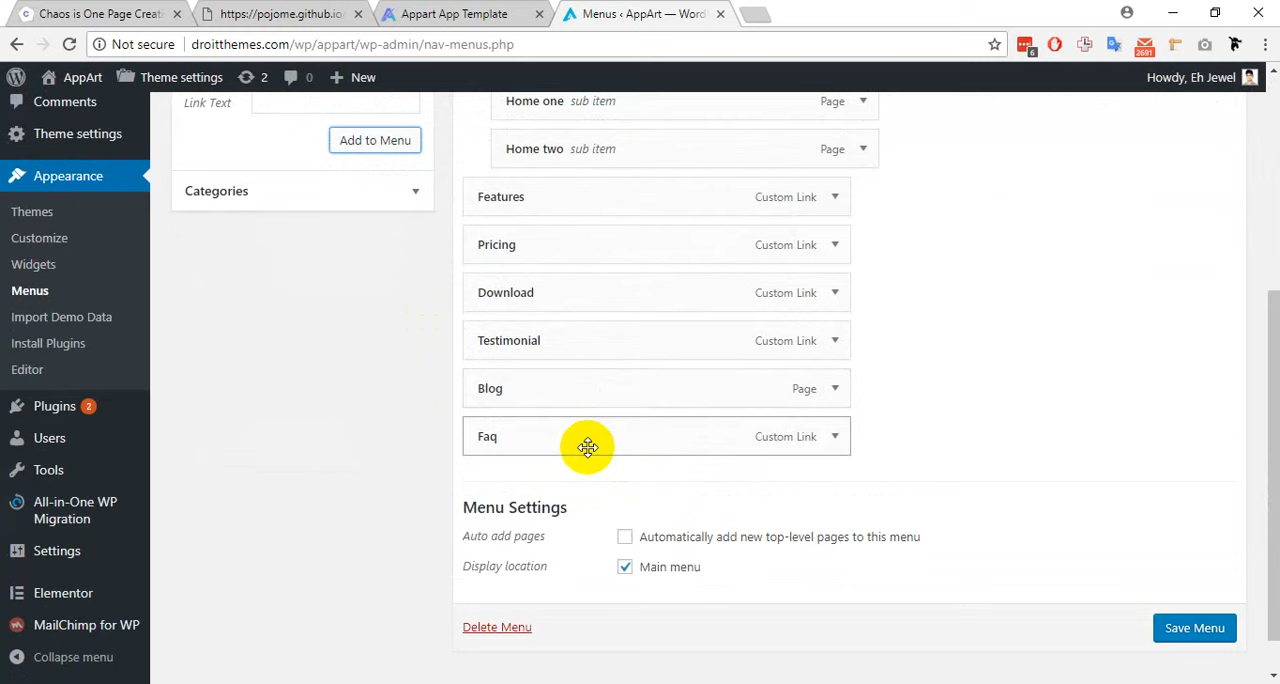 Chaos is One Page Creati
https://pojome.github.io/
Appart App Template
Menus ‹ AppArt — Word
Not secure
droitthemes.com/wp/appart/wp-admin/nav-menus.php
6
2691
AppArt
Theme settings
2
0
New
Howdy, Eh Jewel
Comments
Theme settings
Appearance
Themes
Customize
Widgets
Menus
Import Demo Data
Install Plugins
Editor
Plugins 2
Users
Tools
All-in-One WP
Migration
Settings
Elementor
MailChimp for WP
Collapse menu
Link Text
Add to Menu
Categories
Home one sub item Page
Home two sub item Page
Features Custom Link
Pricing Custom Link
Download Custom Link
Testimonial Custom Link
Blog Page
Faq Custom Link
Menu Settings
Auto add pages Automatically add new top-level pages to this menu
Display location Main menu
Delete Menu
Save Menu